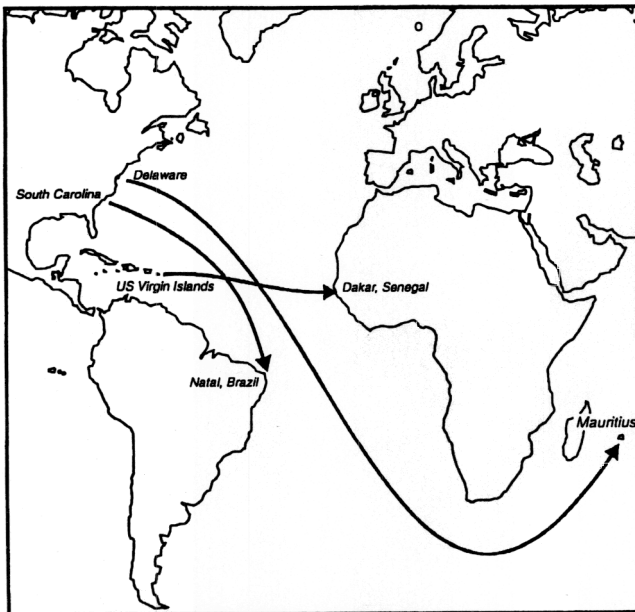 Delaware
South Carolina
US Virgin Islands
Dakar, Senegal
Natal, Brazil
Mauritius